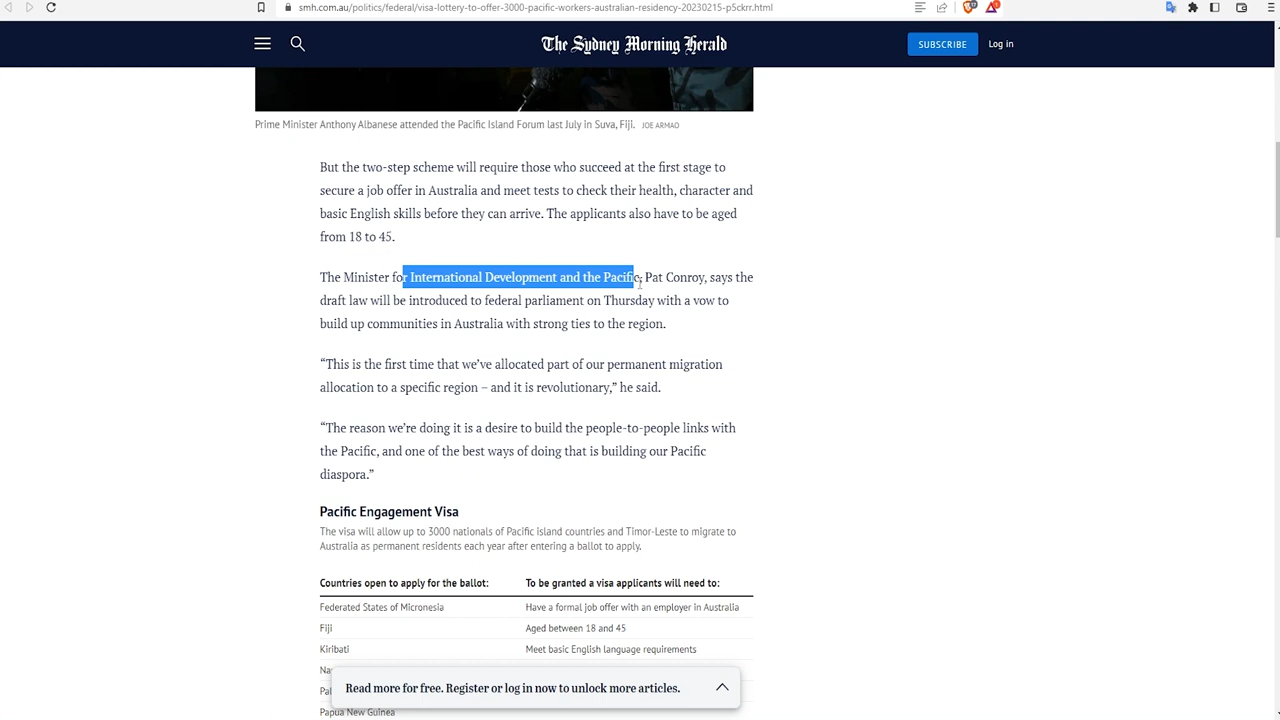 smh.com.au/politics/federal/visa-lottery-to-offer-3000-pacific-workers-australian-residency-20230215-p5ckrr.html
The Sydney Morning Herald
SUBSCRIBE
Log in
Prime Minister Anthony Albanese attended the Pacific Island Forum last July in Suva, Fiji. JOE ARMAO
But the two-step scheme will require those who succeed at the first stage to
secure a job offer in Australia and meet tests to check their health, character and
basic English skills before they can arrive. The applicants also have to be aged
from 18 to 45.
The Minister for International Development and the Pacific, Pat Conroy, says the
draft law will be introduced to federal parliament on Thursday with a vow to
build up communities in Australia with strong ties to the region.
“This is the first time that we’ve allocated part of our permanent migration
allocation to a specific region – and it is revolutionary,” he said.
“The reason we’re doing it is a desire to build the people-to-people links with
the Pacific, and one of the best ways of doing that is building our Pacific
diaspora.”
Pacific Engagement Visa
The visa will allow up to 3000 nationals of Pacific island countries and Timor-Leste to migrate to
Australia as permanent residents each year after entering a ballot to apply.
Countries open to apply for the ballot: To be granted a visa applicants will need to:
Federated States of Micronesia Have a formal job offer with an employer in Australia
Fiji Aged between 18 and 45
Kiribati Meet basic English language requirements
Na
Pal
Read more for free. Register or log in now to unlock more articles.
Papua New Guinea